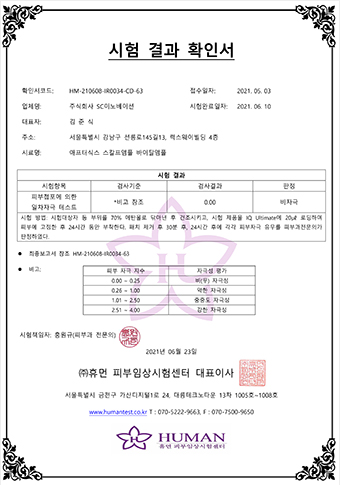 시험 결과 확인서
확인서코드: HM-210608-IR0034-CO-63 접수일자: 2021. 05. 03
업체명: 주식회사 SC이노베이션 시험완료일자: 2021. 06. 10
대표자: 김 준 식
주소: 서울특별시 강남구 선릉로145길13, 렉스웨이빌딩 4층
시료명: 애프터식스 스칼프앰플 바이탈앰플
시험 결과
시험항목 검사기준 검사결과 판정
피부첩포에 의한 일차자극 테스트 *비고 참조 0.00 비자극
시험 방법. 시험대상자 등 부위를 70% 에탄올로 닦아낸 후 건조시키고, 시험 제품을 IQ Ultimate에 20㎕ 로딩하여
피부에 고정한 후 24시간 동안 부착한다. 패치 제거 후 30분 후, 24시간 후에 각각 피부자극 유무를 피부과전문의가
판정하였다.
● 최종보고서 참조 HM-210608-IR0034-63
● 비고:
피부 자극 지수 자극성 평가
0.00 ~ 0.25 비(무) 자극성
0.26 ~ 1.00 약한 자극성
1.01 ~ 2.50 중증도 자극성
2.51 ~ 4.00 강한 자극성
시험책임자: 홍원규(피부과 전문의)
2021년 06월 23일
㈜휴먼 피부임상시험센터 대표이사
서울특별시 금천구 가산디지털1로 24, 대륭테크노타운 13차 1005호~1008호
www.humantest.co.kr T : 070-5222-9663, F : 070-7500-9650
HUMAN
휴먼 피부임상시험센터